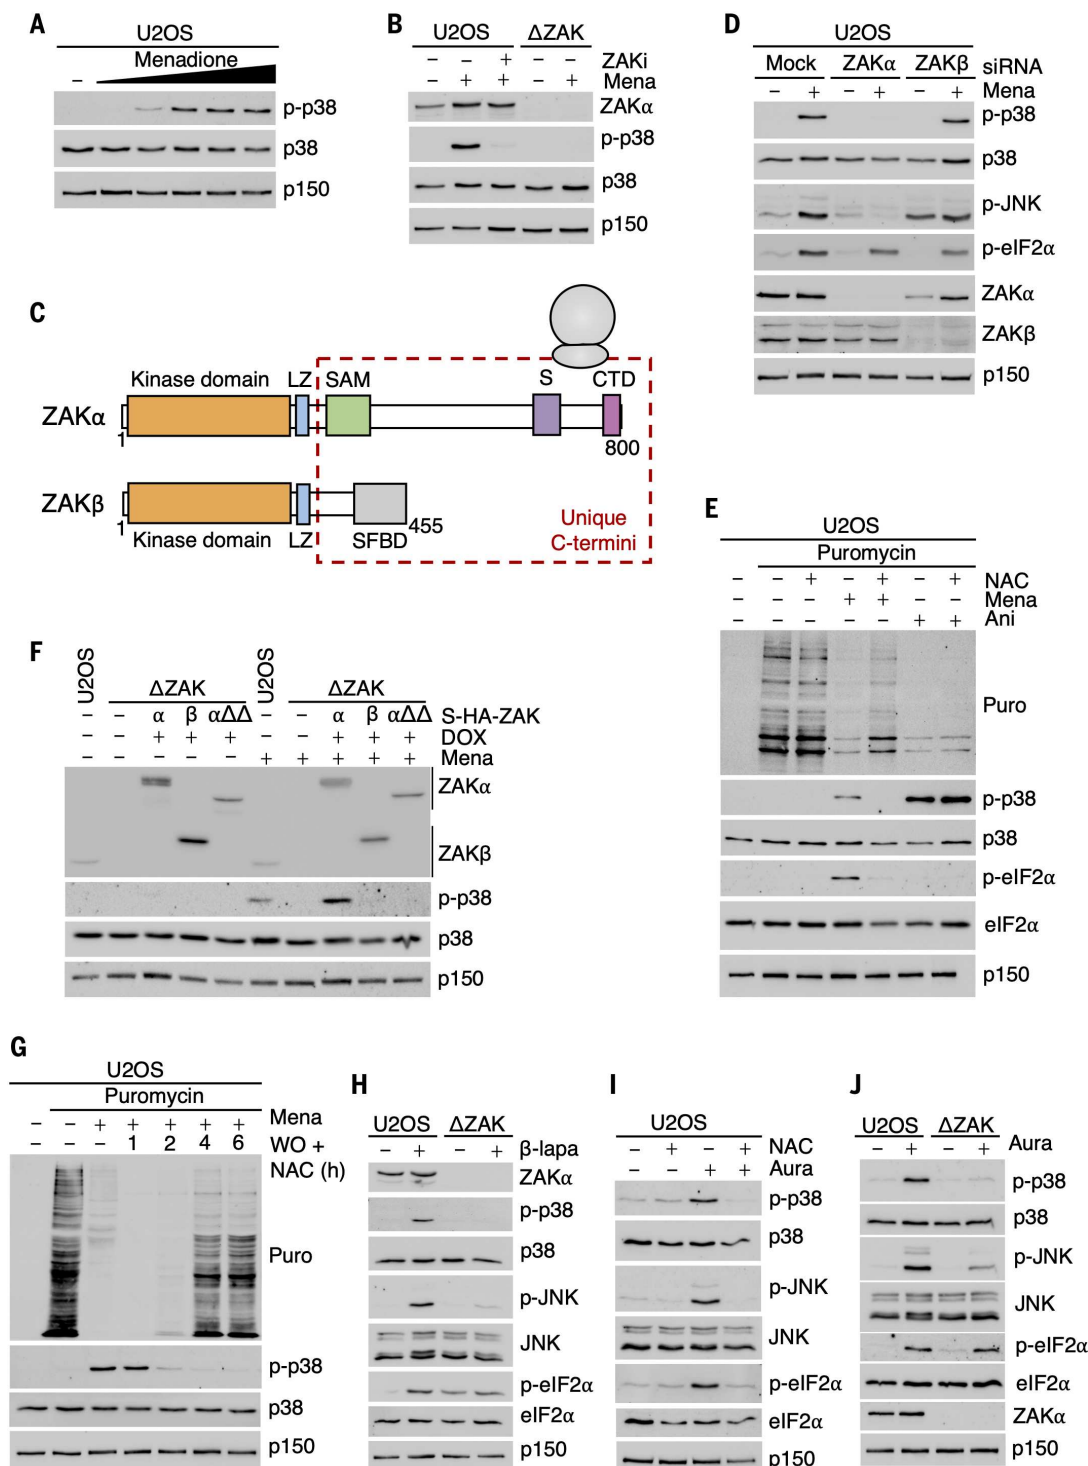 A
U2OS
Menadione
–
p-p38
p38
p150
B
U2OS ΔZAK
– – + – – ZAKi
– + + – + Mena
ZAKα
p-p38
p38
p150
D
U2OS
Mock ZAKα ZAKβ siRNA
– + – + – + Mena
p-p38
p38
p-JNK
p-eIF2α
ZAKα
ZAKβ
p150
C
Kinase domain LZ SAM S CTD
ZAKα
1 800
ZAKβ
1 455
Kinase domain LZ SFBD
Unique
C-termini
E
U2OS
Puromycin
– – + – + – + NAC
– – – + + – – Mena
– – – – – + + Ani
Puro
p-p38
p38
p-eIF2α
eIF2α
p150
F
U2OS ΔZAK U2OS ΔZAK
– – α β αΔΔ – – α β αΔΔ S-HA-ZAK
– – + + + – – + + + DOX
– – – – – + + + + + Mena
ZAKα
ZAKβ
p-p38
p38
p150
G
U2OS
Puromycin
– – + + + + + Mena
– – – 1 2 4 6 WO +
NAC (h)
Puro
p-p38
p38
p150
H
U2OS ΔZAK
– + – + β-lapa
ZAKα
p-p38
p38
p-JNK
JNK
p-eIF2α
eIF2α
p150
I
U2OS
– + – + NAC
– – + + Aura
p-p38
p38
p-JNK
JNK
p-eIF2α
eIF2α
p150
J
U2OS ΔZAK
– + – + Aura
p-p38
p38
p-JNK
JNK
p-eIF2α
eIF2α
ZAKα
p150